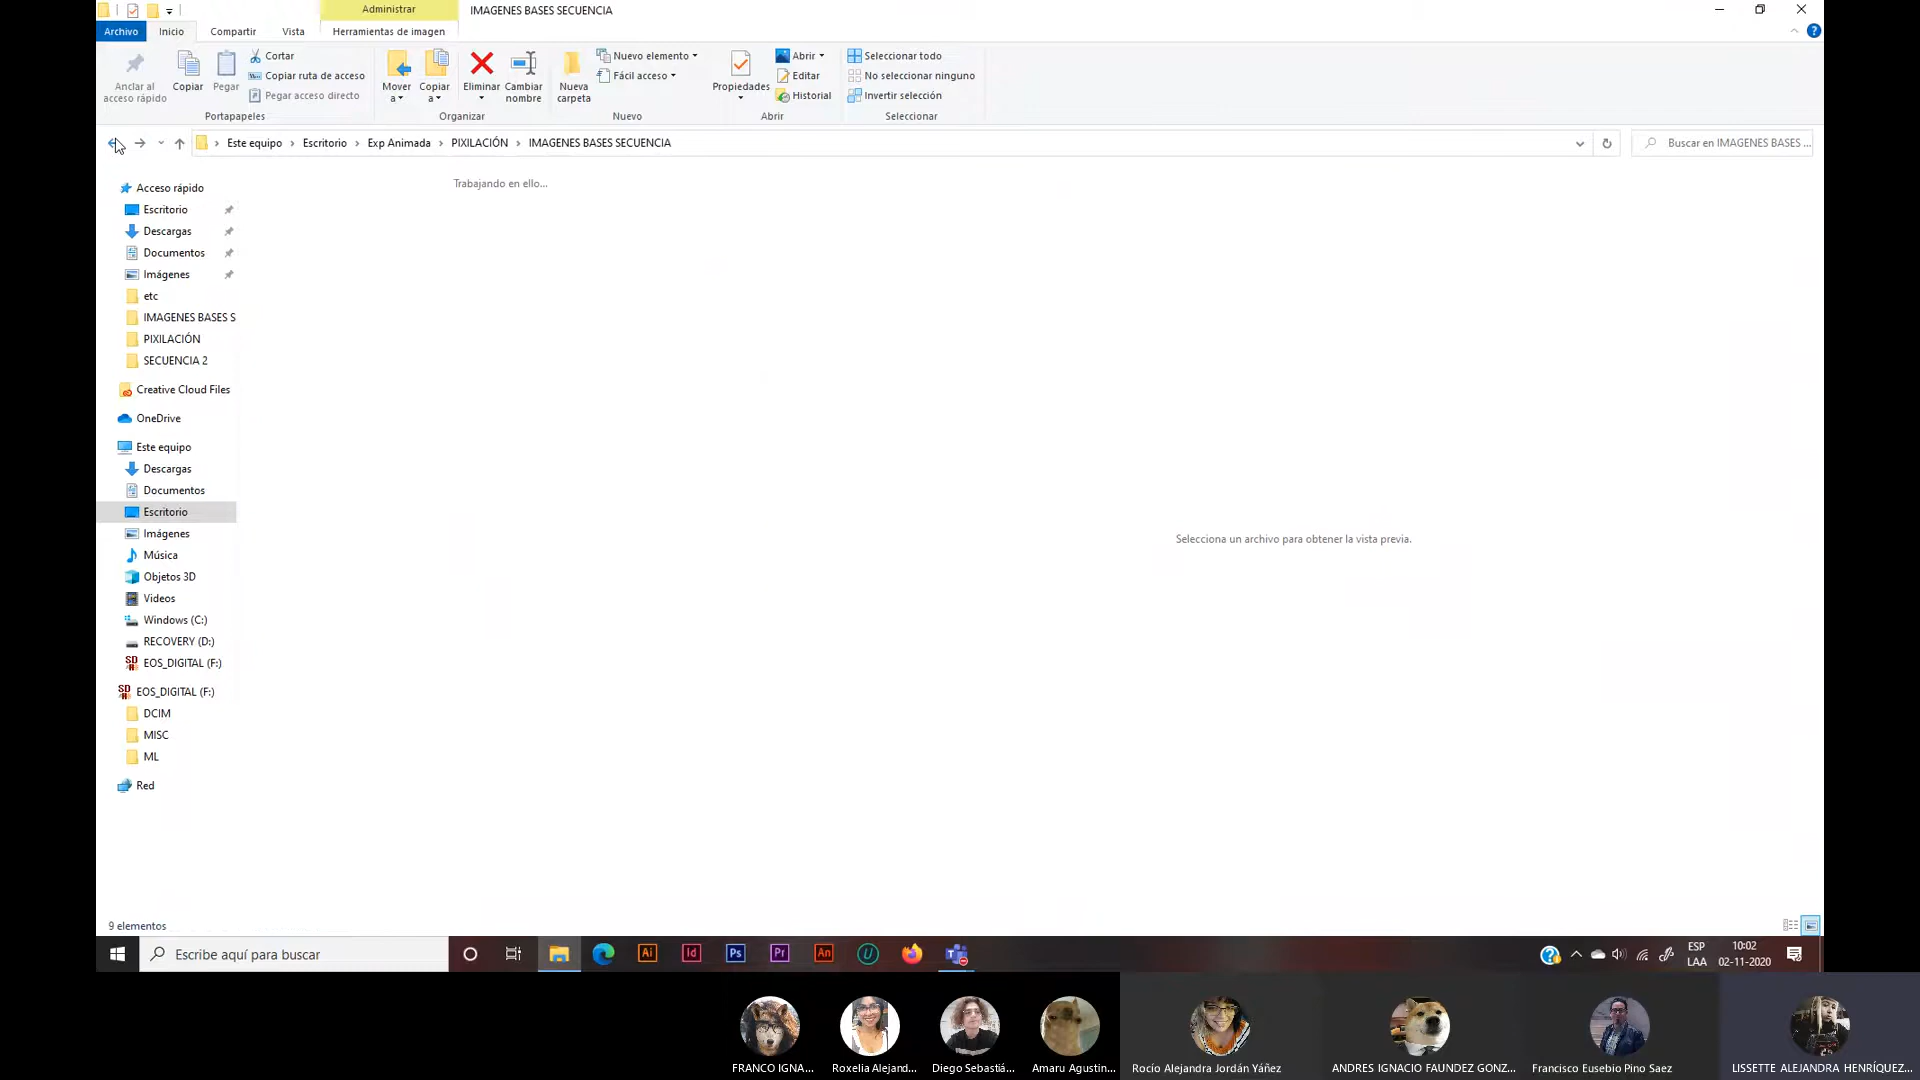 Administrar
IMAGENES BASES SECUENCIA
Archivo
Inicio
Compartir
Vista
Herramientas de imagen
Anclar al
acceso rápido
Copiar
Pegar
Cortar
Copiar ruta de acceso
Pegar acceso directo
Portapapeles
Mover
a
Copiar
a
Eliminar
Cambiar
nombre
Organizar
Nueva
carpeta
Nuevo elemento
Fácil acceso
Nuevo
Propiedades
Abrir
Editar
Historial
Abrir
Seleccionar todo
No seleccionar ninguno
Invertir selección
Seleccionar
Este equipo > Escritorio > Exp Animada > PIXILACIÓN > IMAGENES BASES SECUENCIA
Buscar en IMAGENES BASES ...
Acceso rápido
Escritorio
Descargas
Documentos
Imágenes
etc
IMAGENES BASES S
PIXILACIÓN
SECUENCIA 2
Creative Cloud Files
OneDrive
Este equipo
Descargas
Documentos
Escritorio
Imágenes
Música
Objetos 3D
Videos
Windows (C:)
RECOVERY (D:)
EOS_DIGITAL (F:)
EOS_DIGITAL (F:)
DCIM
MISC
ML
Red
Trabajando en ello...
Selecciona un archivo para obtener la vista previa.
9 elementos
Escribe aquí para buscar
Ai
Id
Ps
Pr
An
ESP
LAA
10:02
02-11-2020
FRANCO IGNA...
Roxelia Alejand...
Diego Sebastiá...
Amaru Agustin...
Rocío Alejandra Jordán Yáñez
ANDRES IGNACIO FAUNDEZ GONZ...
Francisco Eusebio Pino Saez
LISSETTE ALEJANDRA HENRÍQUEZ...